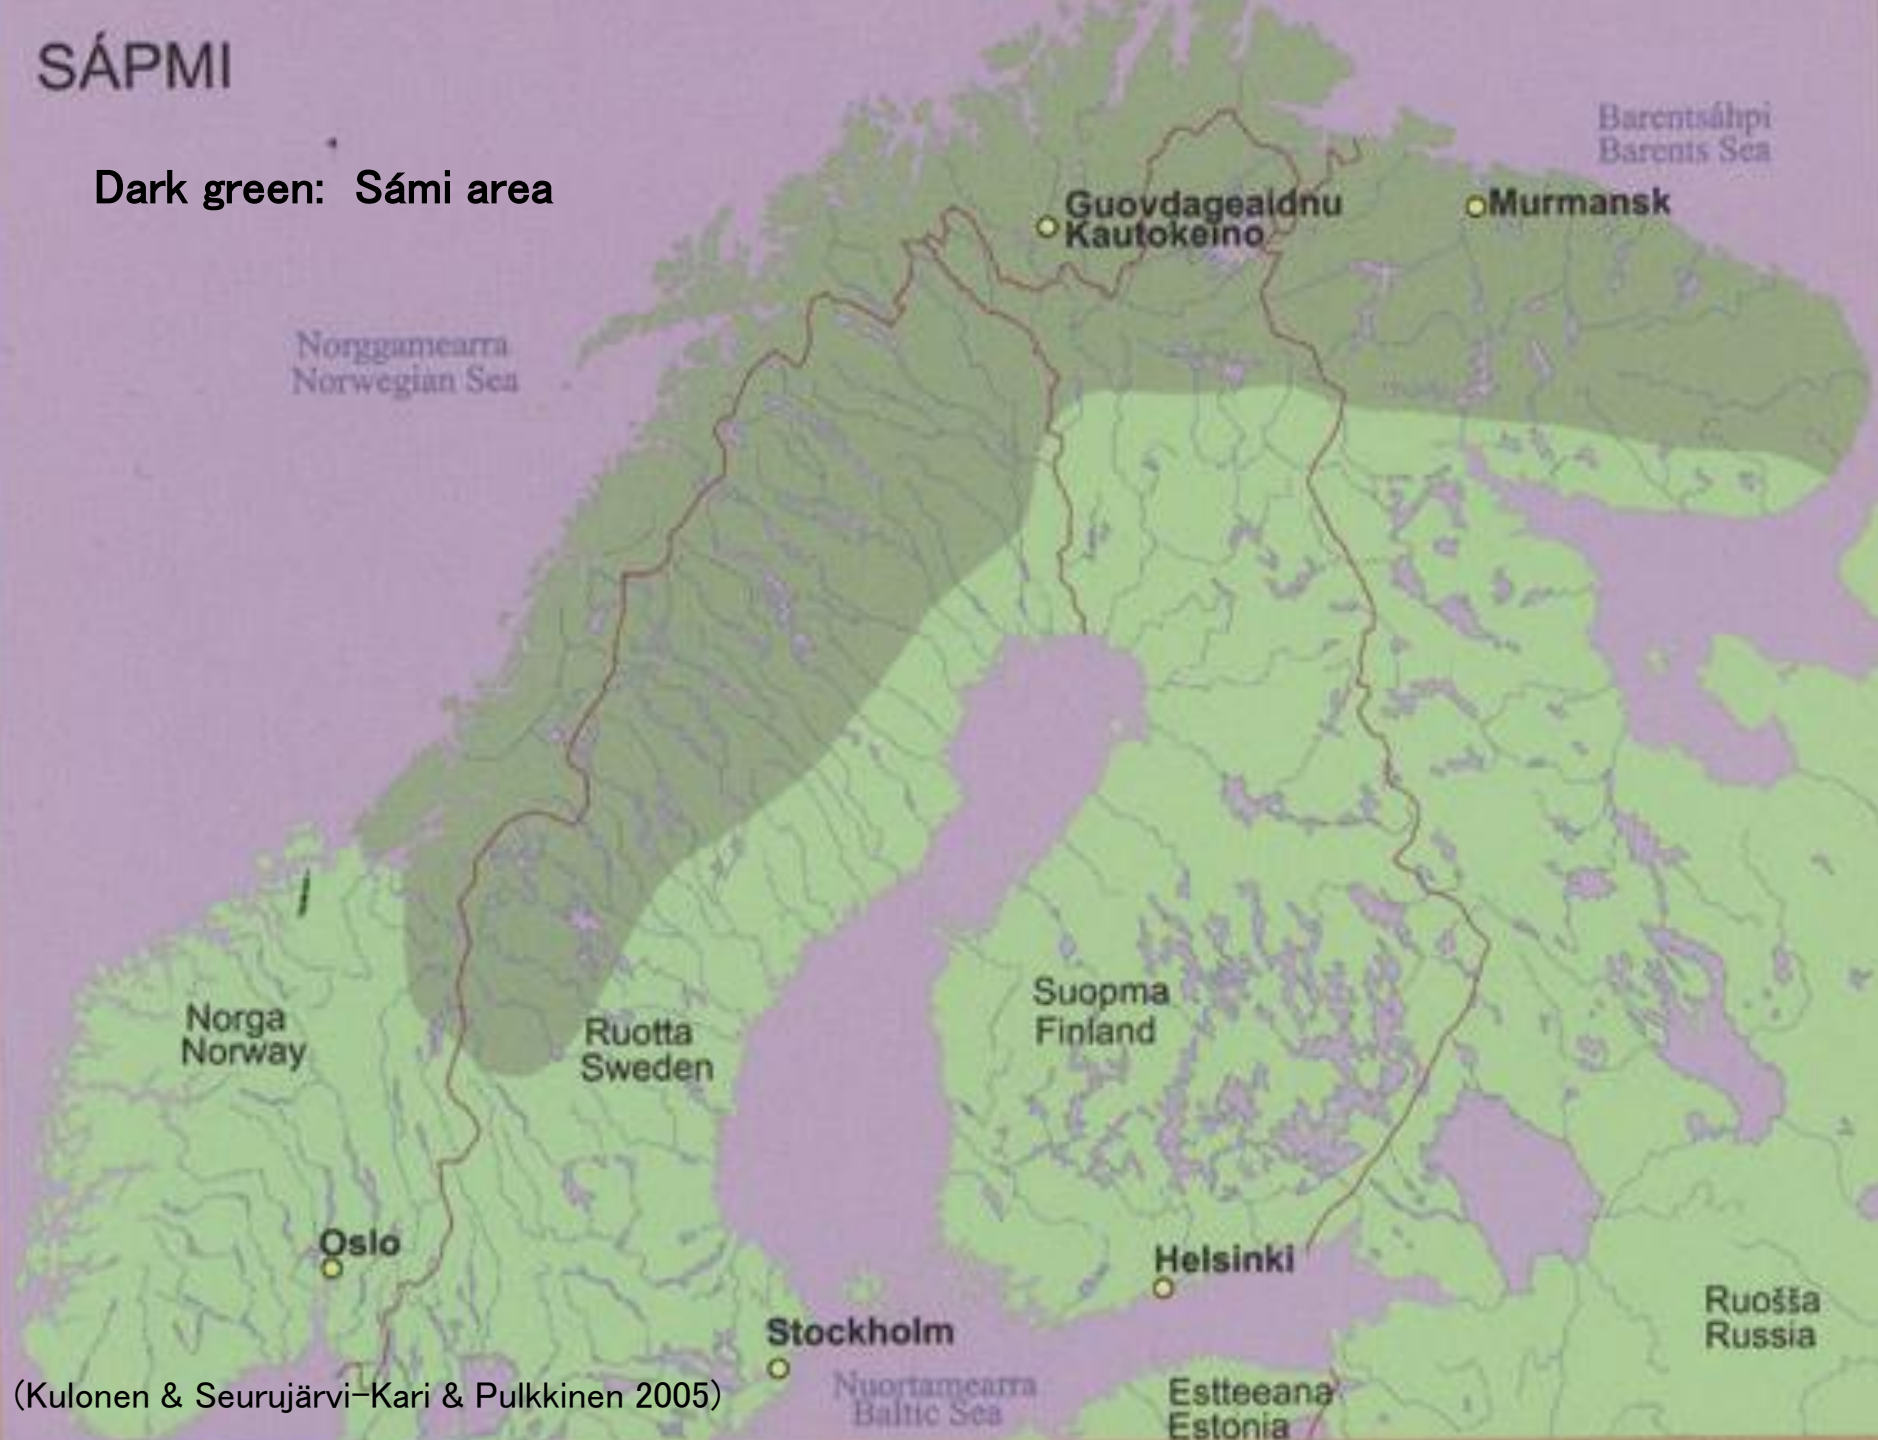 SÁPMI
Dark green: Sámi area
Barentsáhpi
Barents Sea
Guovdageaidnu
Kautokeino
Murmansk
Norggamearra
Norwegian Sea
Norga
Norway
Ruotta
Sweden
Suopma
Finland
Oslo
Helsinki
Stockholm
Ruošša
Russia
Nuortamearra
Baltic Sea
Estteeana
Estonia
(Kulonen & Seurujärvi-Kari & Pulkkinen 2005)